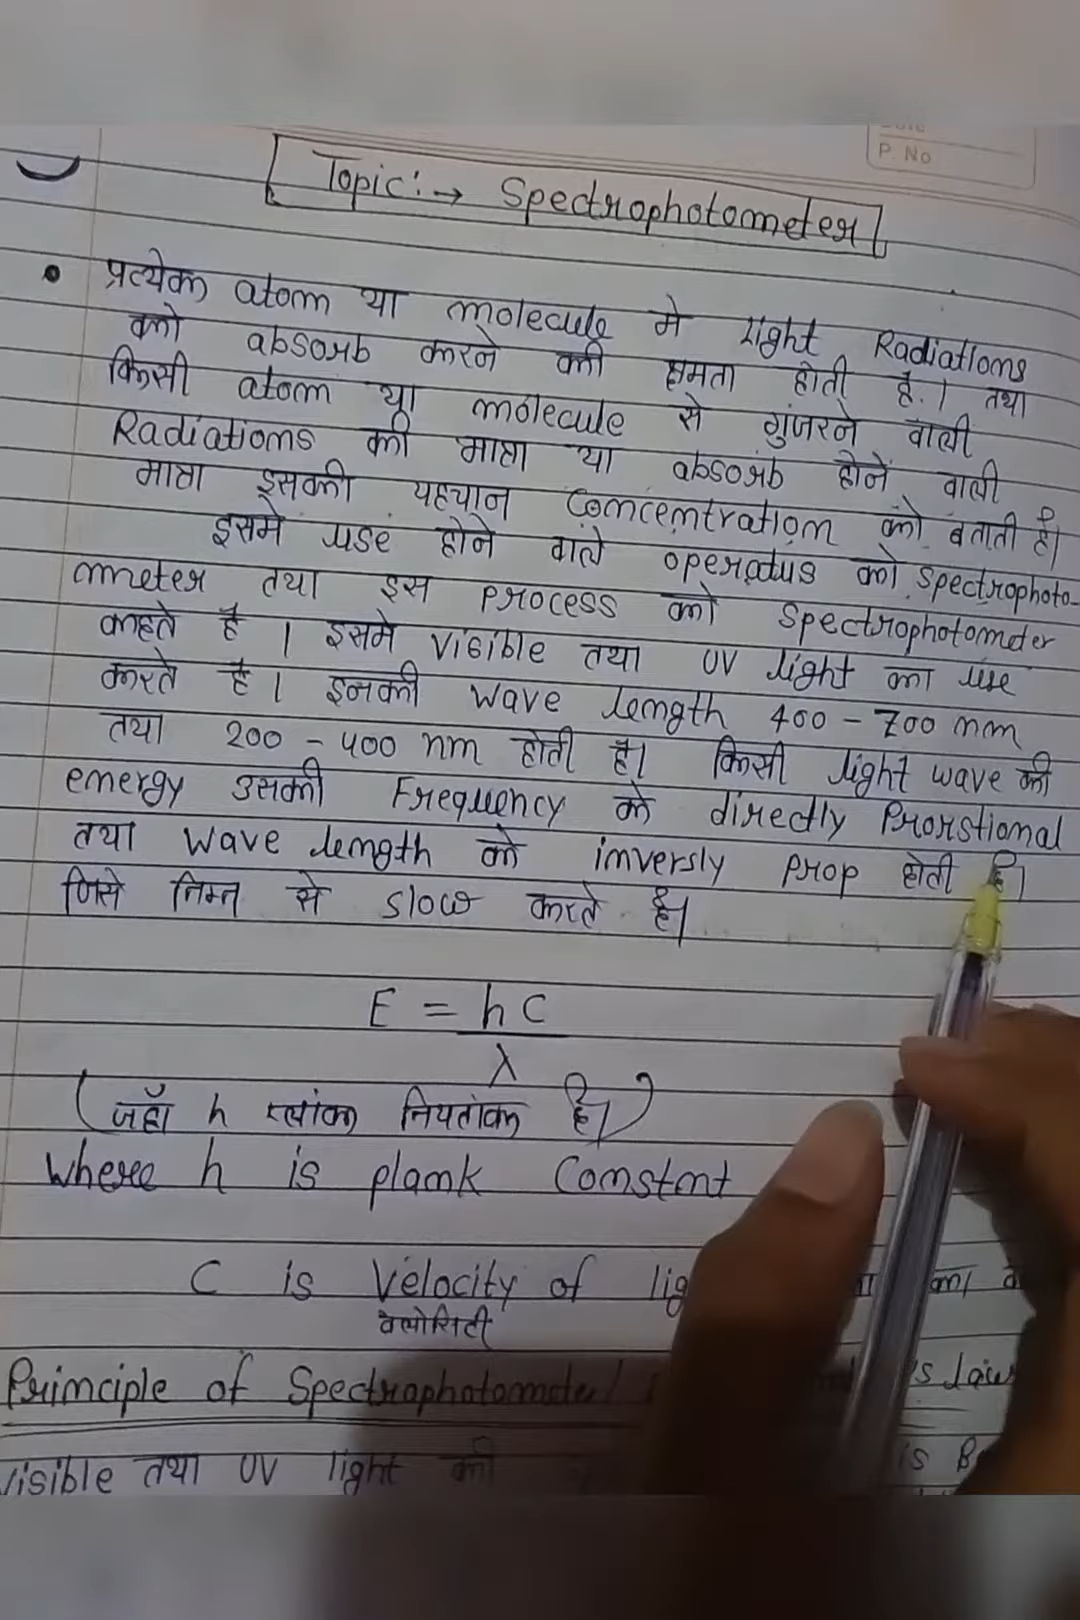 P. No
Topic:→ Spectrophotometer
• प्रत्येक atom या molecule मे light Radiations
को absorb करने की क्षमता होती है.। तथा
किसी atom या molecule से गुंजरने वाली
Radiations की मात्रा या absorb होने वाली
मात्रा इसकी पहचान Concentration को बताती है।
इसमे use होने वाले operatus को spectrophoto-
meter तथा इस process को spectrophotometer
कहते है । इसमे visible तथा UV light का use
करते है । इनकी wave length 400 - 700 nm
तथा 200 - 400 nm होती है। किसी light wave की
energy उसकी Frequency के directly Prorstional
तथा wave length के inversly prop होती है।
जिसे निम्न से slow करते है।
E = hC
λ
(जहाँ h प्लांक नियतांक है।)
Where h is plank Constnt
C is Velocity of lig
वैलोसिटी
Principle of Spectrophotometer 's law
visible तथा UV light की is B